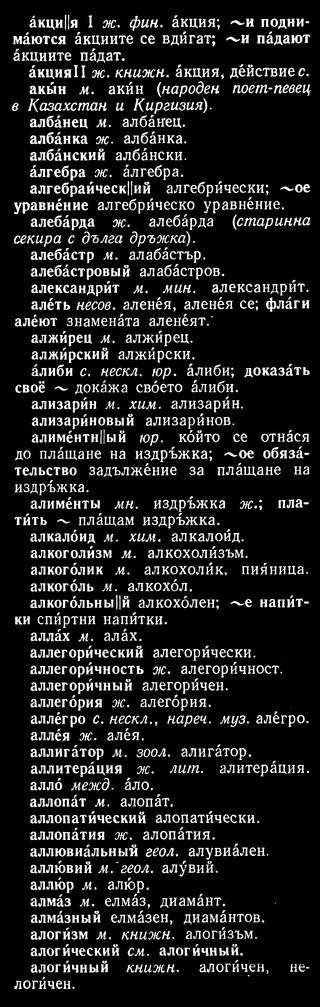 а́кци||я I ж. фин. а́кция; ~и подни-
ма́ются акциите се вди́гат; ~и па́дают
а́кциите па́дат.
а́кцияII ж. книжн. а́кция, де́йствие с.
акы́н м. аки́н (народен поет-певец
в Казахстан и Киргизия).
алба́нец м. алба́нец.
алба́нка ж. алба́нка.
алба́нский алба́нски.
а́лгебра ж. а́лгебра.
алгебраи́ческ||ий алгебри́чески; ~ое
уравне́ние алгебри́ческо уравне́ние.
алеба́рда ж. алеба́рда (старинна
секира с дълга дръжка).
алеба́стр м. алаба́стър.
алеба́стровый алаба́стров.
александри́т м. мин. александри́т.
але́ть несов. алене́я, алене́я се; фла́ги
але́ют знамена́та алене́ят.
алжи́рец м. алжи́рец.
алжи́рский алжи́рски.
а́либи с. нескл. юр. а́либи; доказа́ть
своё ~ дока́жа сво́ето а́либи.
ализари́н м. хим. ализари́н.
ализари́новый ализари́нов.
алиме́нтн||ый юр. ко́йто се отна́ся
до пла́щане на издръ́жка; ~ое обяза́-
тельство задълже́ние за пла́щане на
издръ́жка.
алиме́нты мн. издръ́жка ж.; пла-
ти́ть ~ пла́щам издръ́жка.
алкало́ид м. хим. алкало́ид.
алкоголи́зм м. алкохоли́зъм.
алкого́лик м. алкохоли́к, пия́ница.
алкого́ль м. алкохо́л.
алкого́льны||й алкохо́лен; ~е напи́т-
ки спи́ртни напи́тки.
алла́х м. ала́х.
аллегори́ческий алегори́чески.
аллегори́чность ж. алегори́чност.
аллегори́чный алегори́чен.
аллего́рия ж. алего́рия.
алле́гро с. нескл., нареч. муз. але́гро.
алле́я ж. але́я.
аллига́тор м. зоол. алига́тор.
аллитера́ция ж. лит. алитера́ция.
алло́ межд. а́ло.
аллопа́т м. алопа́т.
аллопати́ческий алопати́чески.
аллопа́тия ж. алопа́тия.
аллювиа́льный геол. алувиа́лен.
аллю́вий м. геол. алу́вий.
аллю́р м. алю́р.
алма́з м. елма́з, диама́нт.
алма́зный елма́зен, диама́нтов.
алоги́зм м. книжн. алоги́зъм.
алоги́ческий см. алоги́чный.
алоги́чный книжн. алоги́чен, не-
логи́чен.